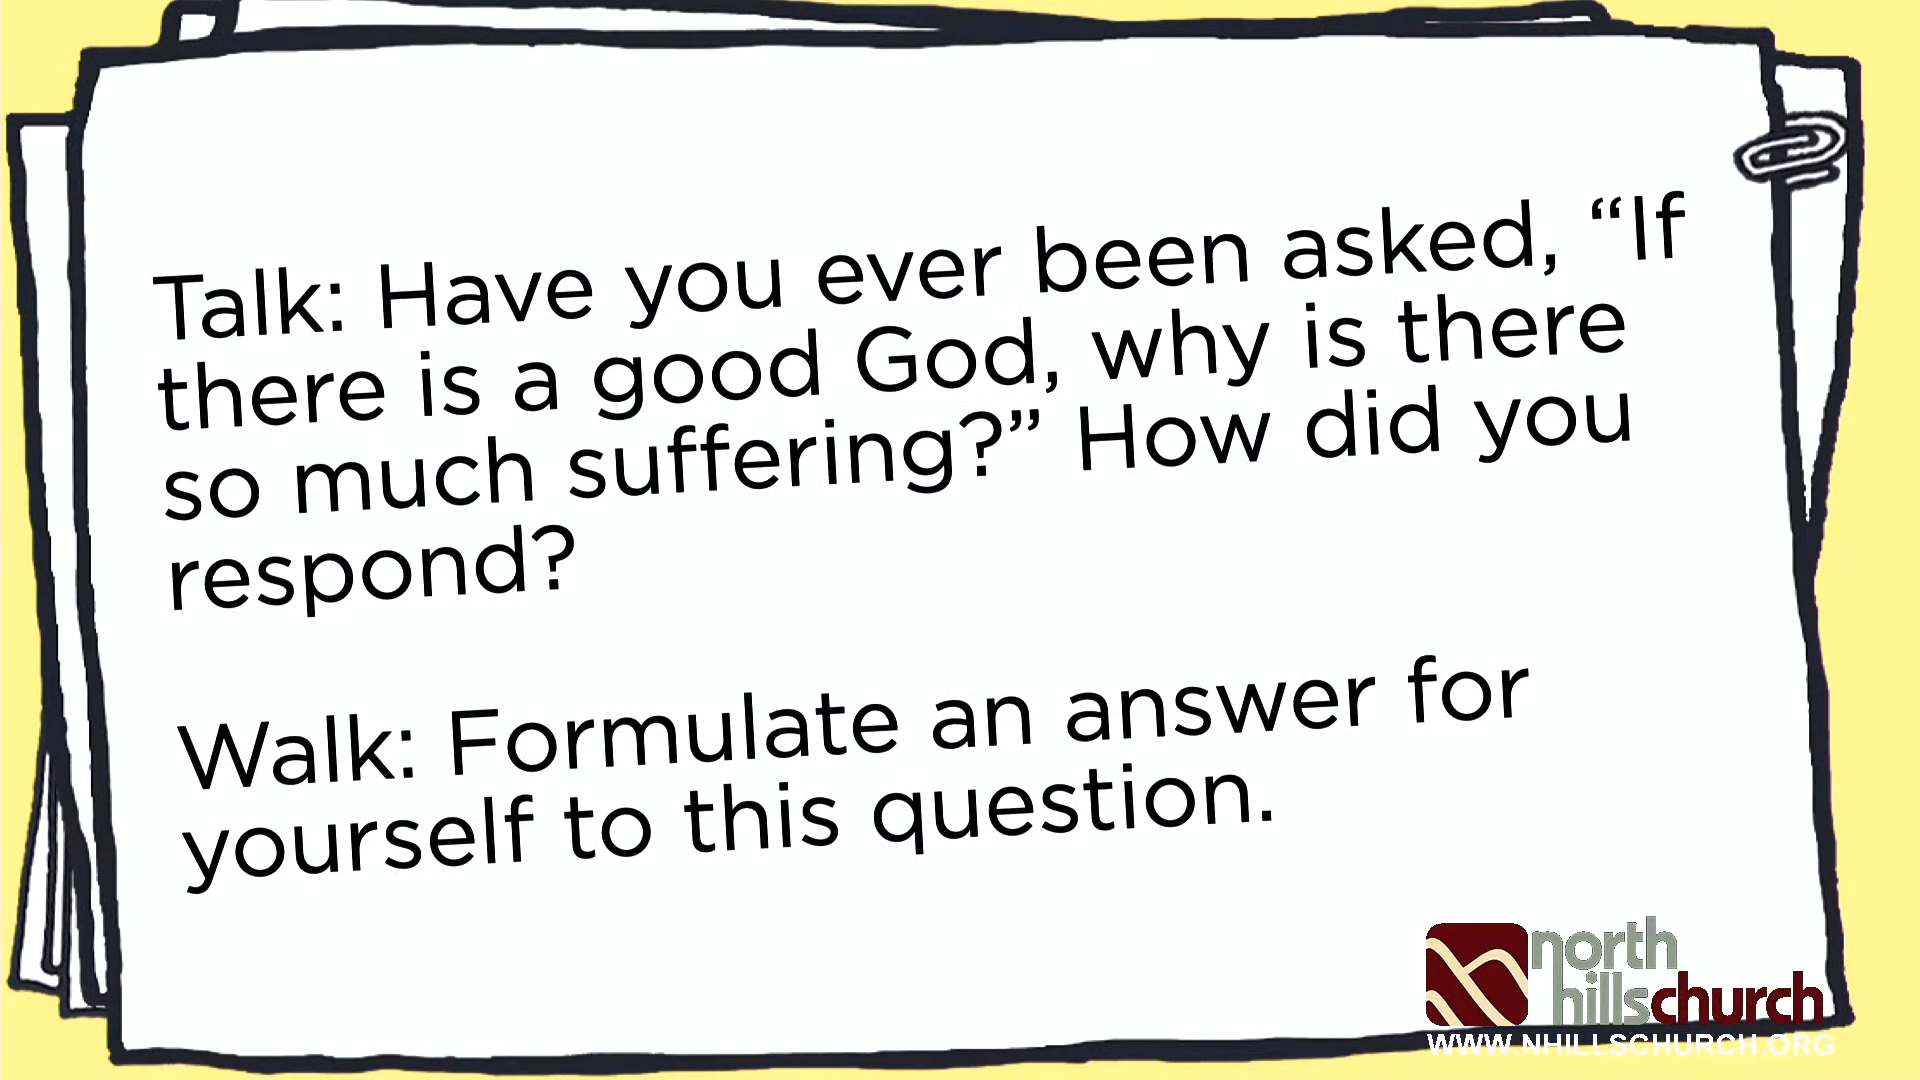 Talk: Have you ever been asked, “If
there is a good God, why is there
so much suffering?” How did you
respond?
Walk: Formulate an answer for
yourself to this question.
north
hillschurch
WWW.NHILLSCHURCH.ORG